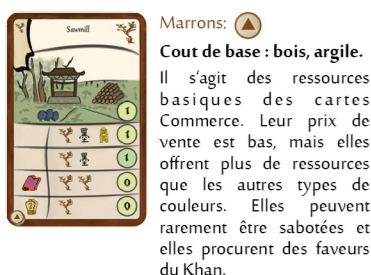 Sawmill
1
1
1
0
0
Marrons:
Cout de base : bois, argile.
Il s'agit des ressources
basiques des cartes
Commerce. Leur prix de
vente est bas, mais elles
offrent plus de ressources
que les autres types de
couleurs. Elles peuvent
rarement être sabotées et
elles procurent des faveurs
du Khan.